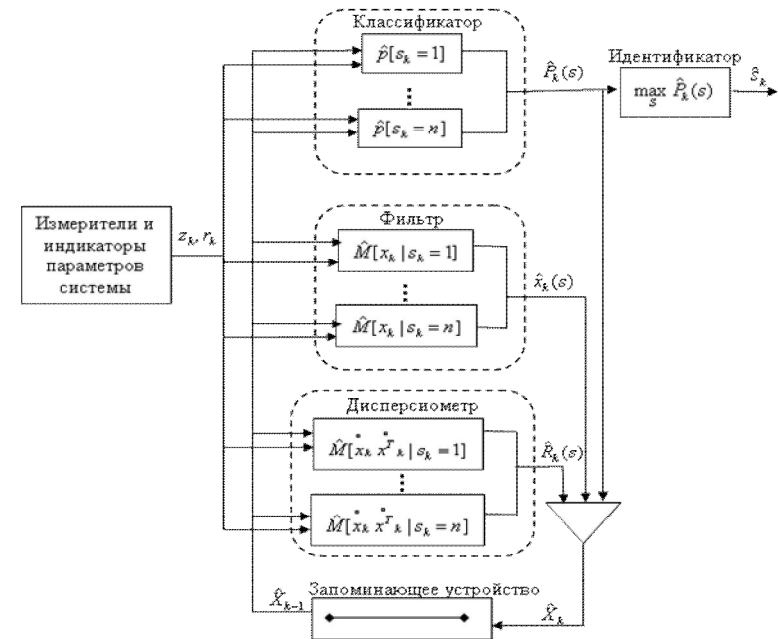 Классификатор
p̂[s_k = 1]
⋮
p̂[s_k = n]
P̂_k(s)
Идентификатор
max_s P̂_k(s)
ŝ_k
Измерители и
индикаторы
параметров
системы
z_k, r_k
Фильтр
M̂[x_k | s_k = 1]
⋮
M̂[x_k | s_k = n]
x̂_k(s)
Дисперсиометр
M̂[x̊_k x̊^T_k | s_k = 1]
⋮
M̂[x̊_k x̊^T_k | s_k = n]
R̂_k(s)
Запоминающее устройство
X̂_{k-1}
X̂_k